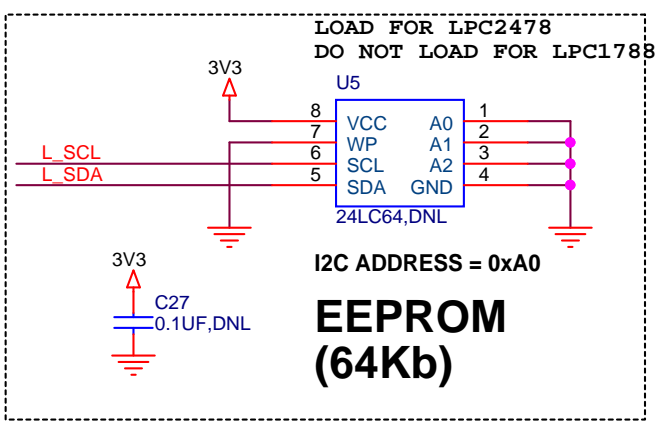 LOAD FOR LPC2478
DO NOT LOAD FOR LPC1788
3V3
U5
8 VCC A0 1
7 WP A1 2
L_SCL 6 SCL A2 3
L_SDA 5 SDA GND 4
24LC64,DNL
3V3
I2C ADDRESS = 0xA0
C27
0.1UF,DNL
EEPROM
(64Kb)